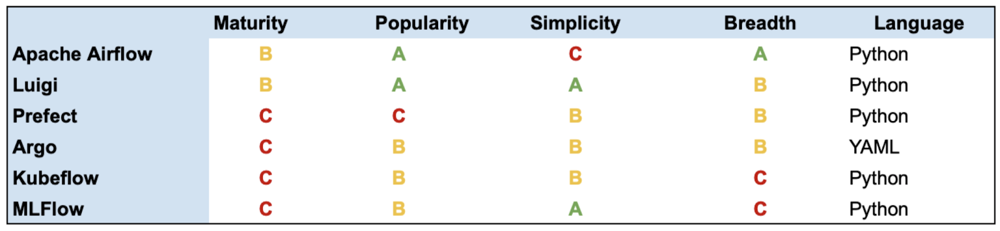 Maturity Popularity Simplicity Breadth Language
Apache Airflow B A C A Python
Luigi B A A B Python
Prefect C C B B Python
Argo C B B B YAML
Kubeflow C B B C Python
MLFlow C B A C Python